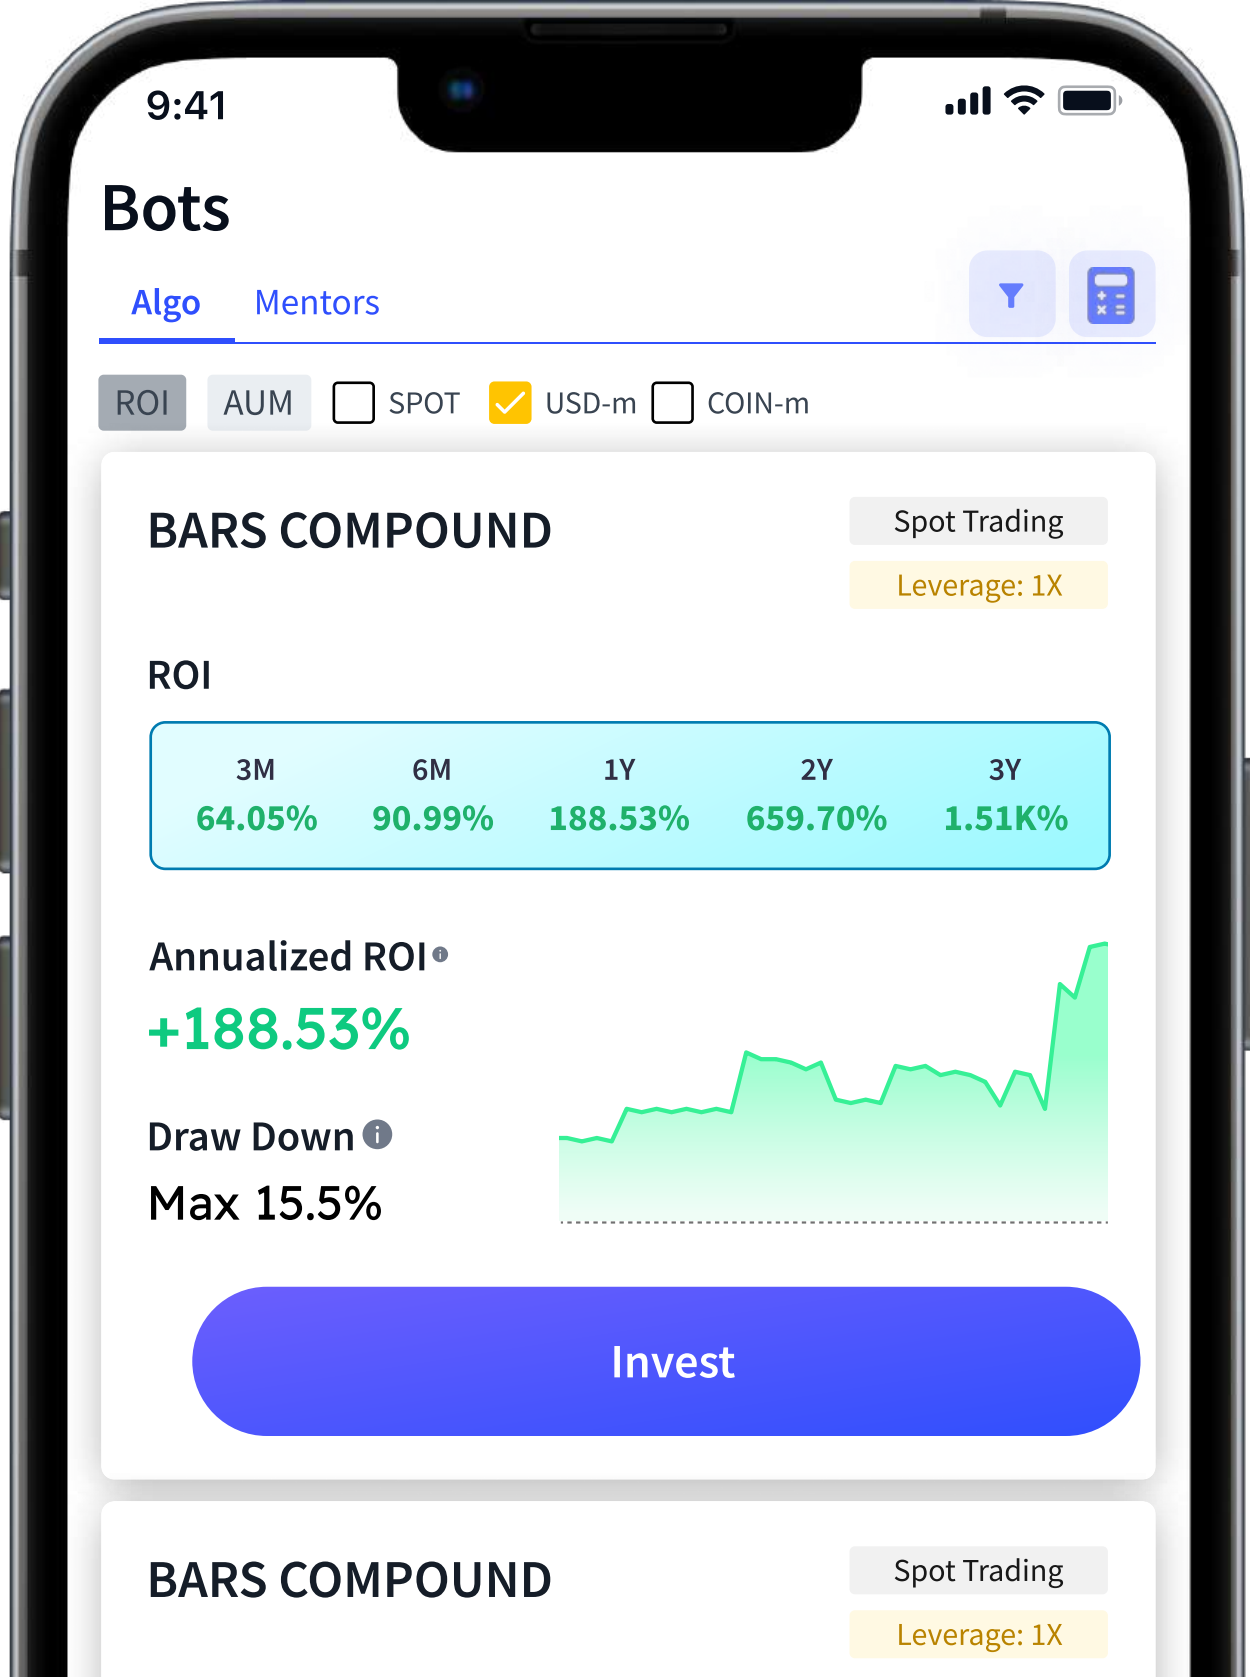 9:41
Bots
Algo Mentors
ROI AUM SPOT USD-m COIN-m
BARS COMPOUND
Spot Trading
Leverage: 1X
ROI
3M 6M 1Y 2Y 3Y
64.05% 90.99% 188.53% 659.70% 1.51K%
Annualized ROI
+188.53%
Draw Down
Max 15.5%
Invest
BARS COMPOUND
Spot Trading
Leverage: 1X